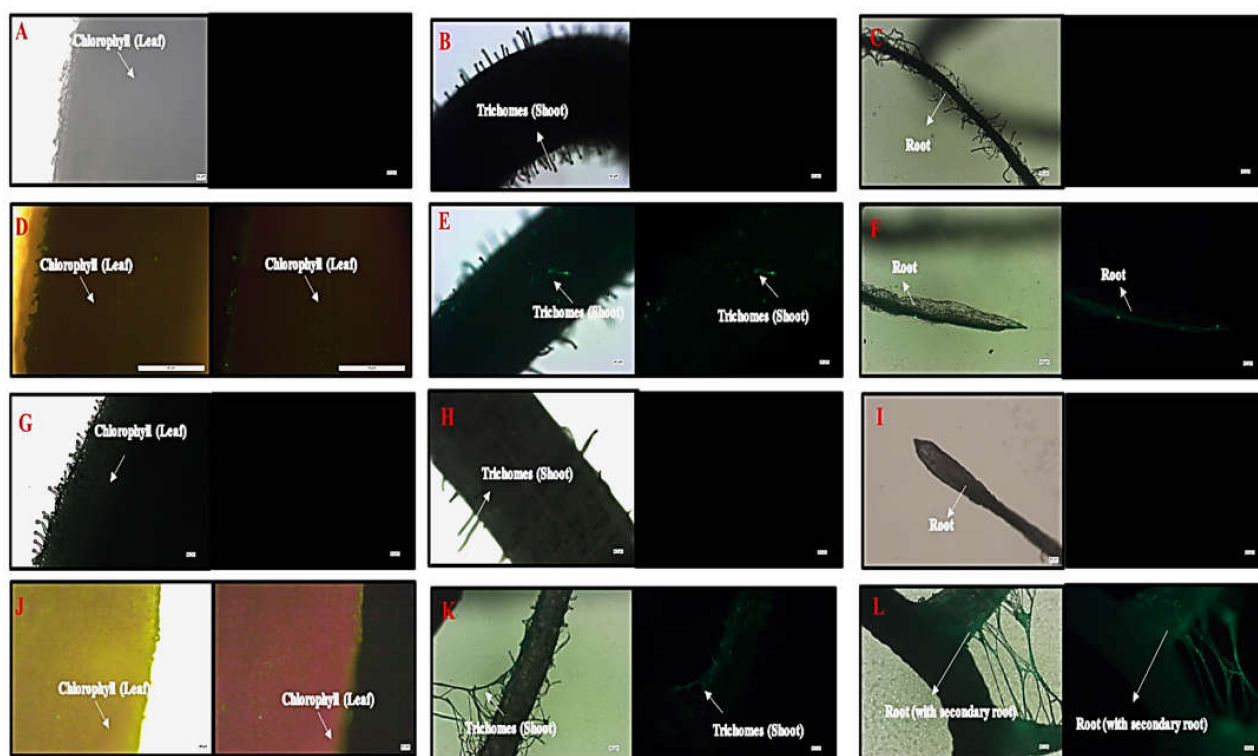 A
Chlorophyll (Leaf)
B
Trichomes (Shoot)
C
Root
D
Chlorophyll (Leaf)
Chlorophyll (Leaf)
E
Trichomes (Shoot)
Trichomes (Shoot)
F
Root
Root
G
Chlorophyll (Leaf)
H
Trichomes (Shoot)
I
Root
J
Chlorophyll (Leaf)
Chlorophyll (Leaf)
K
Trichomes (Shoot)
Trichomes (Shoot)
L
Root (with secondary root)
Root (with secondary root)